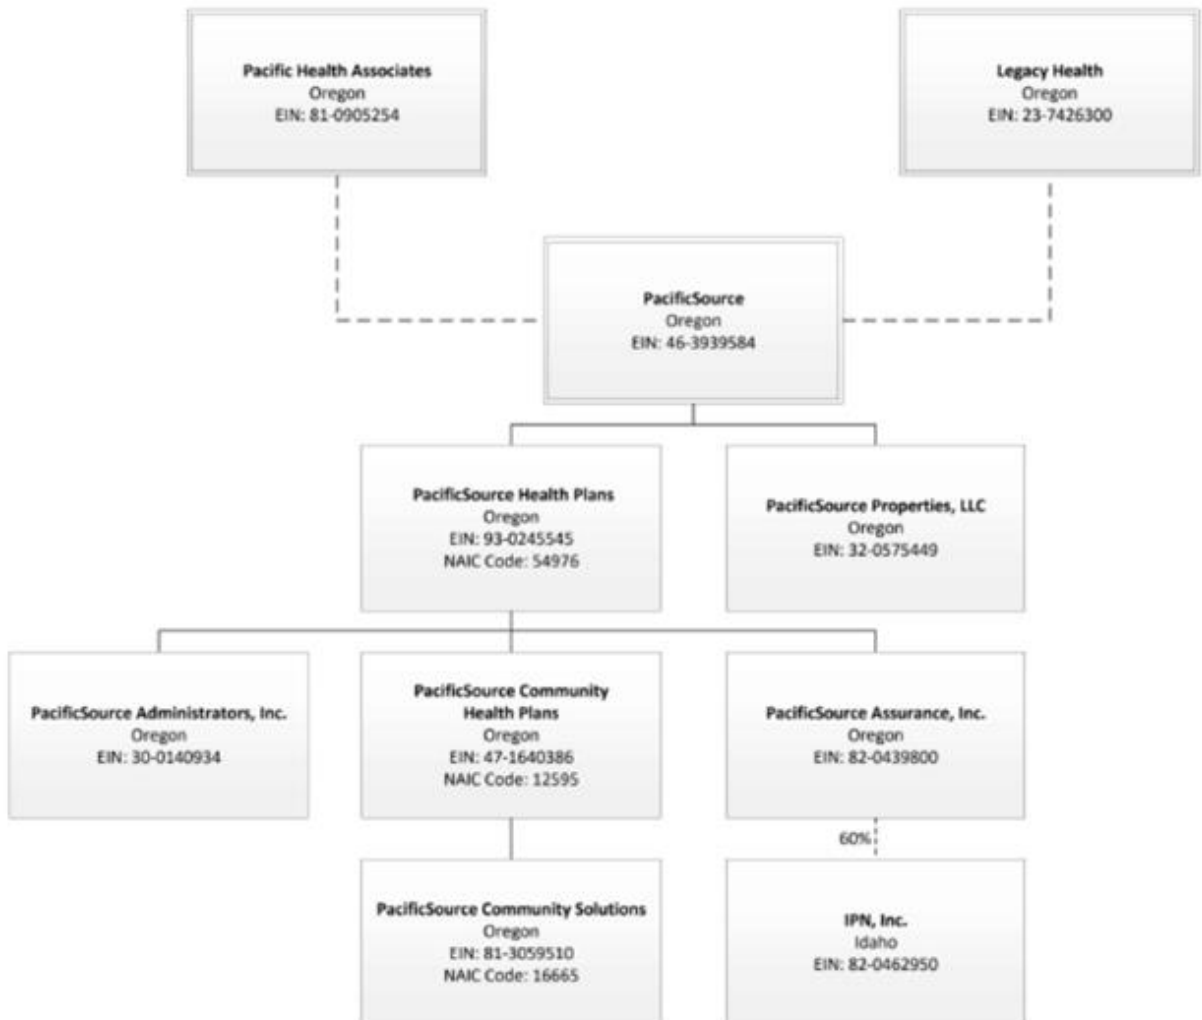 Pacific Health Associates
Oregon
EIN: 81-0905254
Legacy Health
Oregon
EIN: 23-7426300
PacificSource
Oregon
EIN: 46-3939584
PacificSource Health Plans
Oregon
EIN: 93-0245545
NAIC Code: 54976
PacificSource Properties, LLC
Oregon
EIN: 32-0575449
PacificSource Administrators, Inc.
Oregon
EIN: 30-0140934
PacificSource Community
Health Plans
Oregon
EIN: 47-1640386
NAIC Code: 12595
PacificSource Assurance, Inc.
Oregon
EIN: 82-0439800
60%
PacificSource Community Solutions
Oregon
EIN: 81-3059510
NAIC Code: 16665
IPN, Inc.
Idaho
EIN: 82-0462950